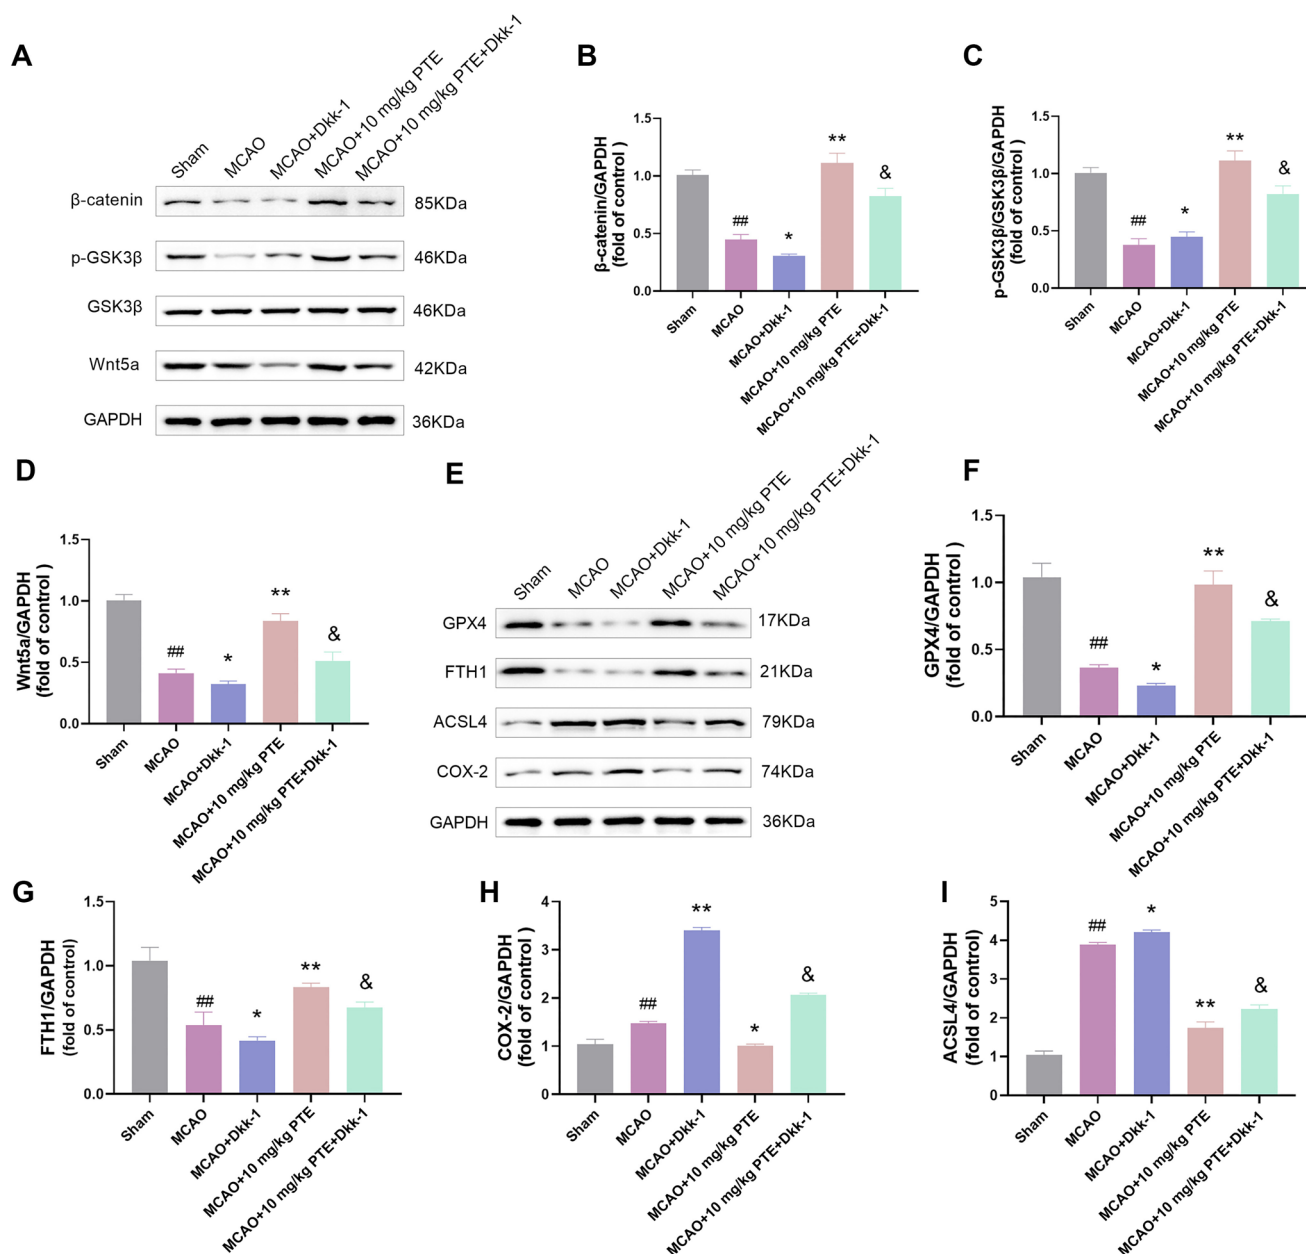 A
Sham
MCAO
MCAO+Dkk-1
MCAO+10 mg/kg PTE
MCAO+10 mg/kg PTE+Dkk-1
β-catenin
85KDa
p-GSK3β
46KDa
GSK3β
46KDa
Wnt5a
42KDa
GAPDH
36KDa
B
β-catenin/GAPDH
(fold of control )
1.5
1.0
0.5
0.0
##
*
**
&
Sham
MCAO
MCAO+Dkk-1
MCAO+10 mg/kg PTE
MCAO+10 mg/kg PTE+Dkk-1
C
p-GSK3β/GSK3β/GAPDH
(fold of control )
1.5
1.0
0.5
0.0
##
*
**
&
Sham
MCAO
MCAO+Dkk-1
MCAO+10 mg/kg PTE
MCAO+10 mg/kg PTE+Dkk-1
D
Wnt5a/GAPDH
(fold of control )
1.5
1.0
0.5
0.0
##
*
**
&
Sham
MCAO
MCAO+Dkk-1
MCAO+10 mg/kg PTE
MCAO+10 mg/kg PTE+Dkk-1
E
Sham
MCAO
MCAO+Dkk-1
MCAO+10 mg/kg PTE
MCAO+10 mg/kg PTE+Dkk-1
GPX4
17KDa
FTH1
21KDa
ACSL4
79KDa
COX-2
74KDa
GAPDH
36KDa
F
GPX4/GAPDH
(fold of control )
1.5
1.0
0.5
0.0
##
*
**
&
Sham
MCAO
MCAO+Dkk-1
MCAO+10 mg/kg PTE
MCAO+10 mg/kg PTE+Dkk-1
G
FTH1/GAPDH
(fold of control)
1.5
1.0
0.5
0.0
##
*
**
&
Sham
MCAO
MCAO+Dkk-1
MCAO+10 mg/kg PTE
MCAO+10 mg/kg PTE+Dkk-1
H
COX-2/GAPDH
(fold of control )
4
3
2
1
0
##
**
*
&
Sham
MCAO
MCAO+Dkk-1
MCAO+10 mg/kg PTE
MCAO+10 mg/kg PTE+Dkk-1
I
ACSL4/GAPDH
(fold of control )
5
4
3
2
1
0
##
*
**
&
Sham
MCAO
MCAO+Dkk-1
MCAO+10 mg/kg PTE
MCAO+10 mg/kg PTE+Dkk-1